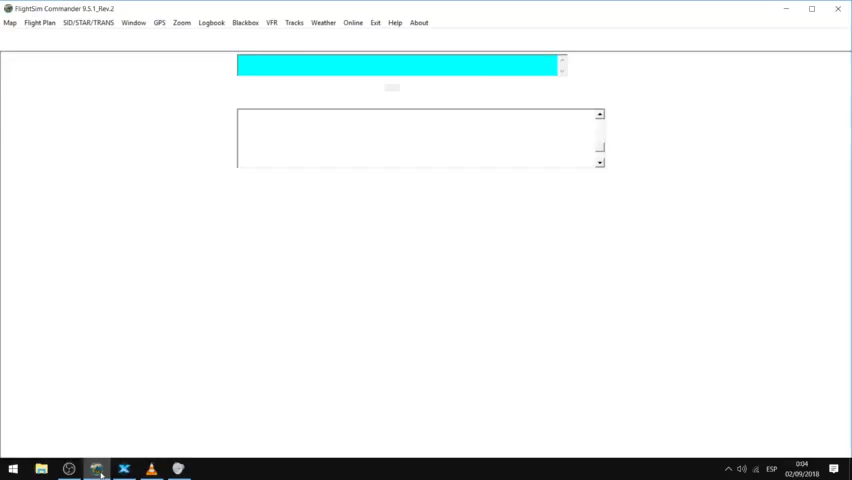 FlightSim Commander 9.5.1_Rev.2
Map Flight Plan SID/STAR/TRANS Window GPS Zoom Logbook Blackbox VFR Tracks Weather Online Exit Help About
ESP
0:04
02/09/2018